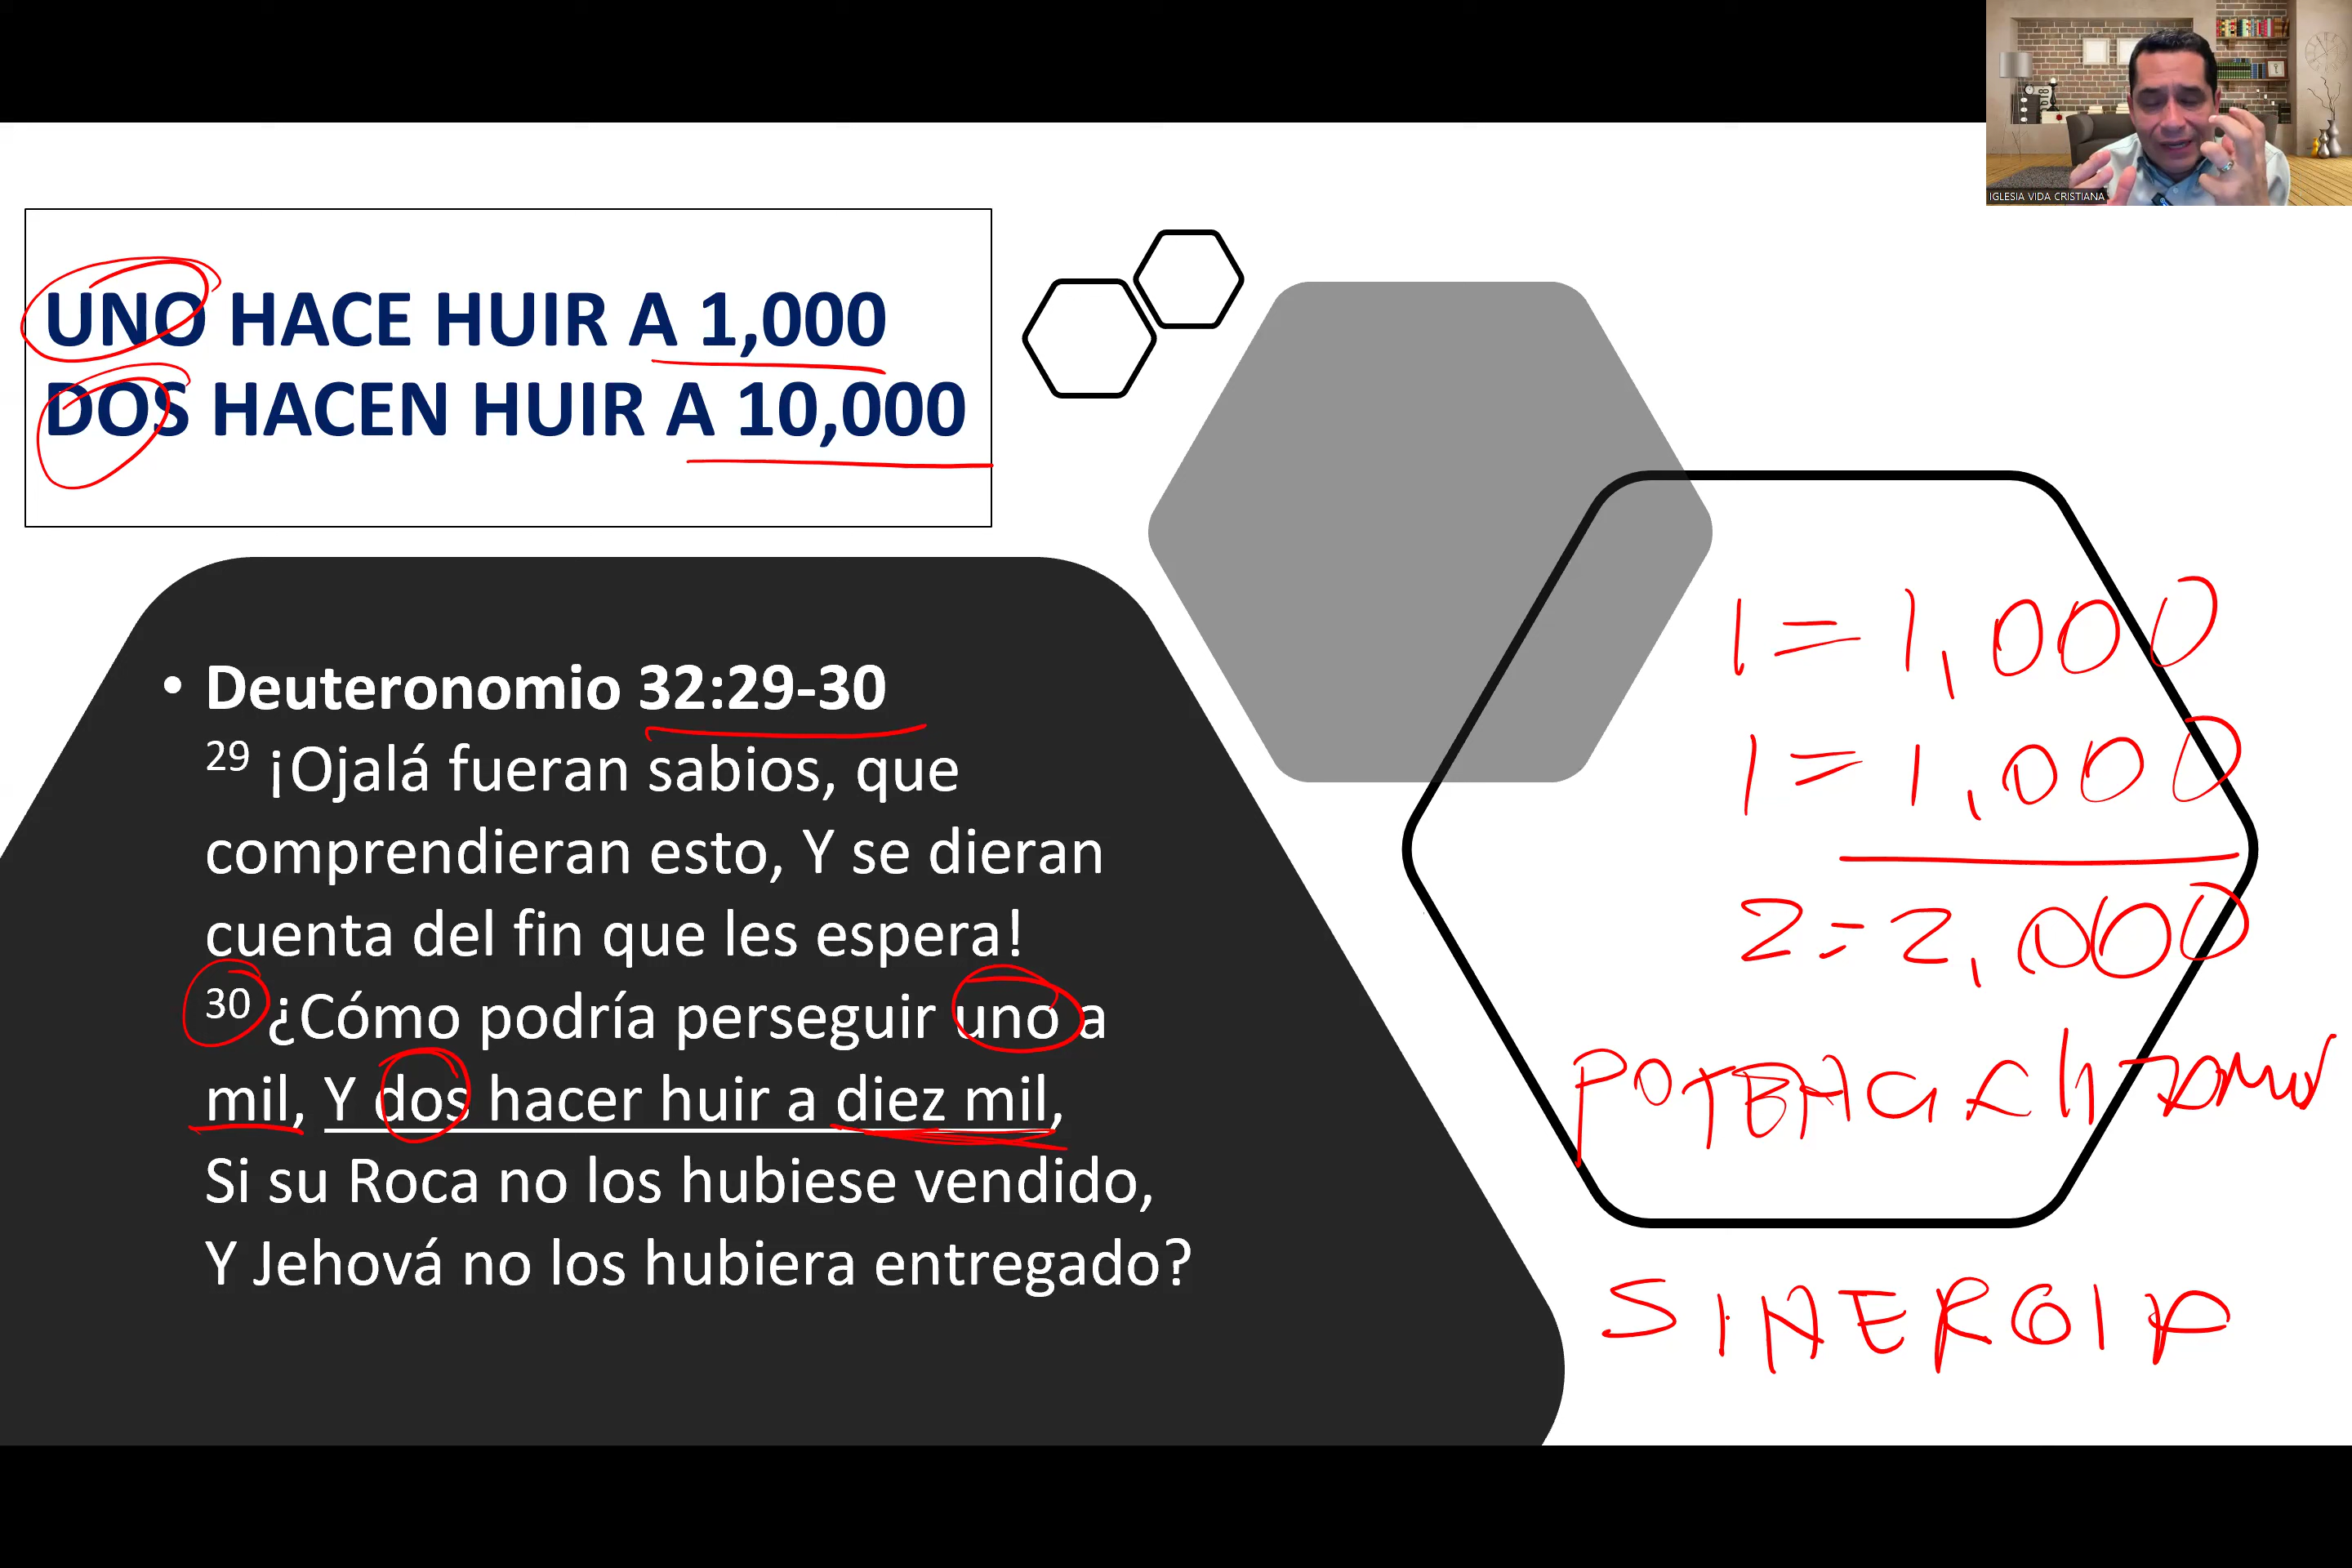 IGLESIA VIDA CRISTIANA
UNO HACE HUIR A 1,000
DOS HACEN HUIR A 10,000
• Deuteronomio 32:29-30
29 ¡Ojalá fueran sabios, que
comprendieran esto, Y se dieran
cuenta del fin que les espera!
30 ¿Cómo podría perseguir uno a
mil, Y dos hacer huir a diez mil,
Si su Roca no los hubiese vendido,
Y Jehová no los hubiera entregado?
1 = 1,000
1 = 1,000
2 = 2,000
SINERGIA